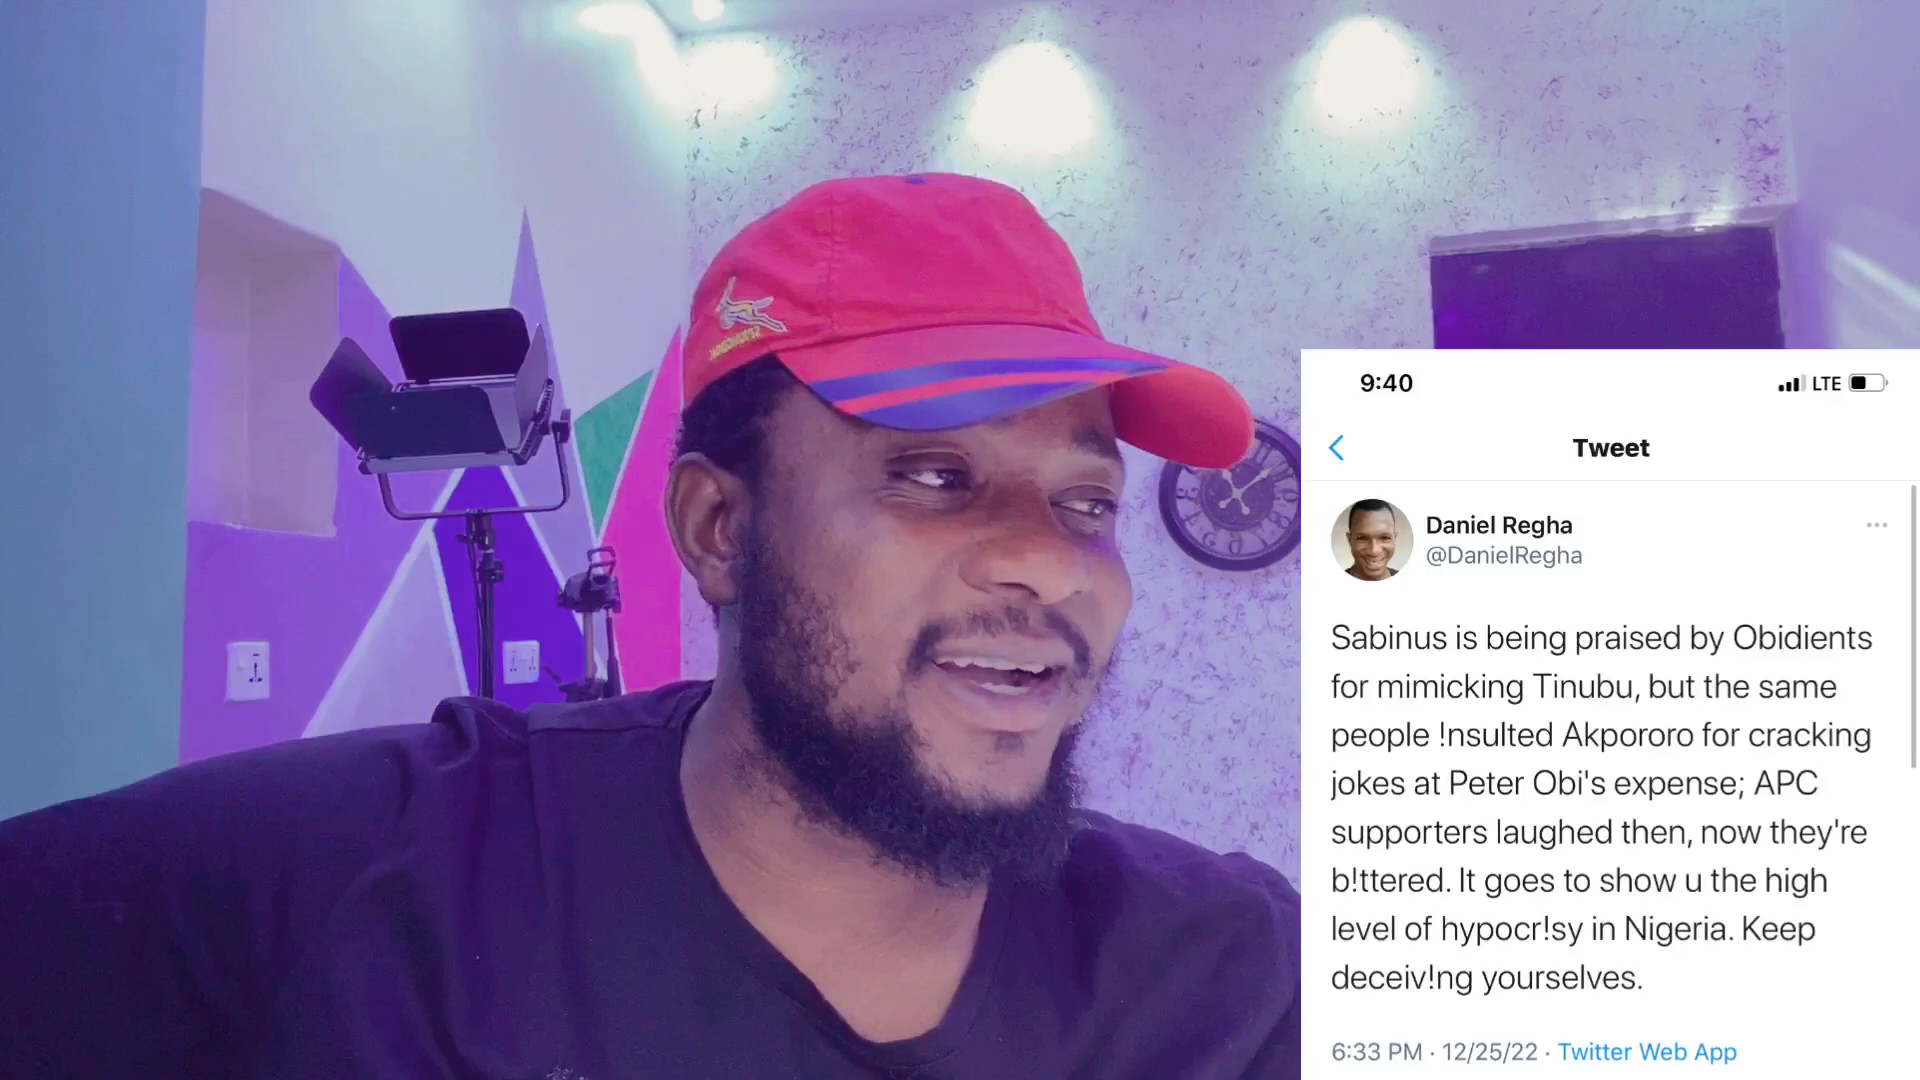 9:40
LTE
Tweet
Daniel Regha
@DanielRegha
Sabinus is being praised by Obidients
for mimicking Tinubu, but the same
people !nsulted Akpororo for cracking
jokes at Peter Obi's expense; APC
supporters laughed then, now they're
b!ttered. It goes to show u the high
level of hypocr!sy in Nigeria. Keep
deceiv!ng yourselves.
6:33 PM · 12/25/22 · Twitter Web App